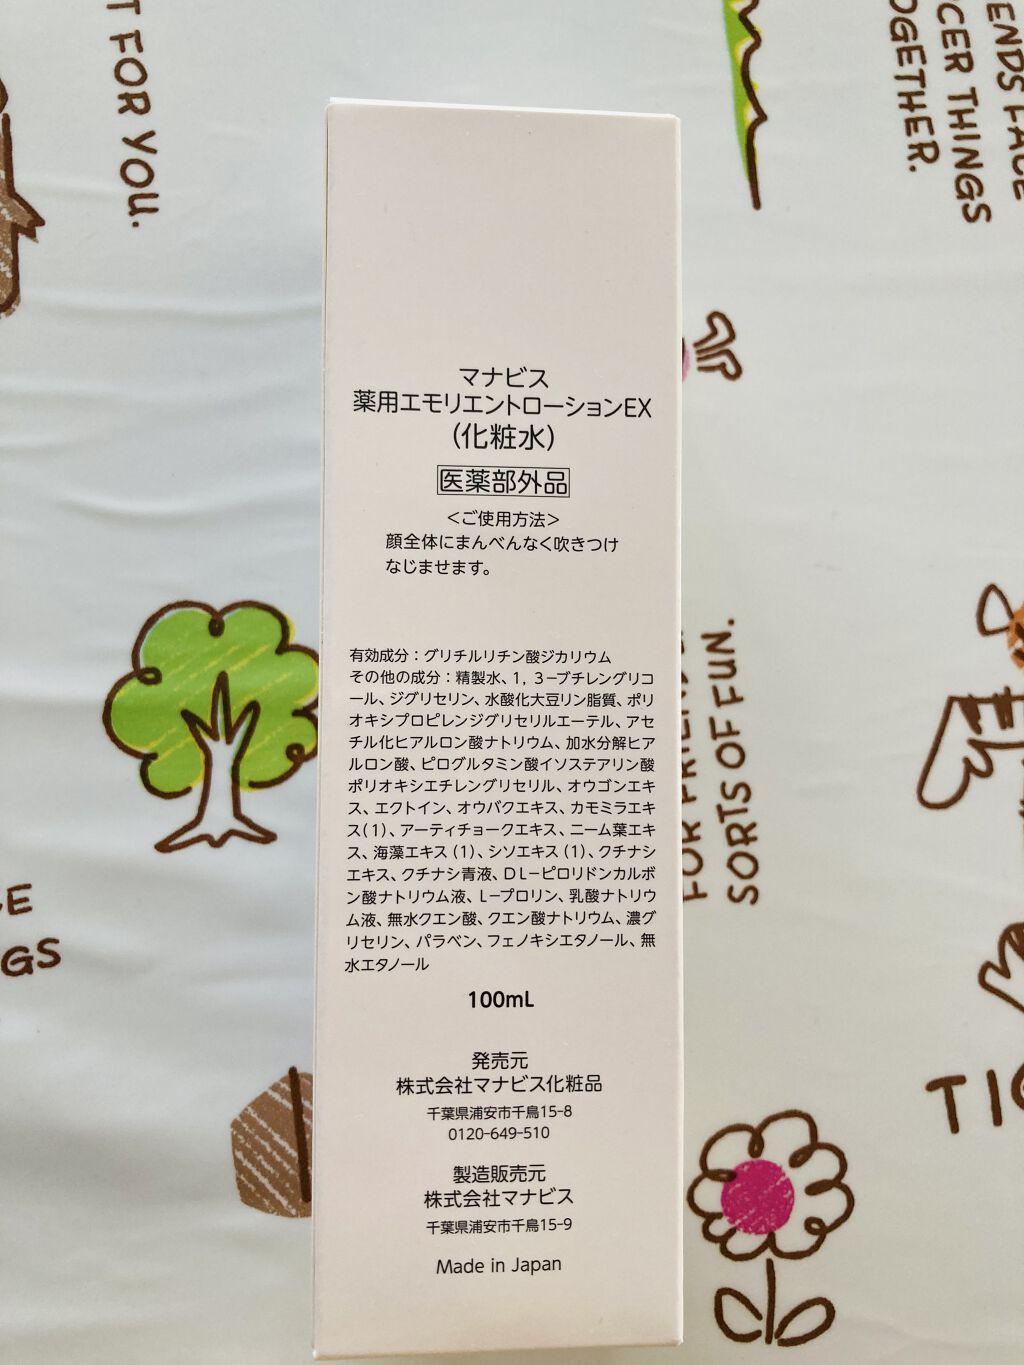 T FOR YOU.
ENDS FACE
CER THINGS
OGETHER.
マナビス
薬用エモリエントローションEX
(化粧水)
医薬部外品
＜ご使用方法＞
顔全体にまんべんなく吹きつけ
なじませます。
有効成分：グリチルリチン酸ジカリウム
その他の成分：精製水、1, 3−ブチレングリコ
ール、ジグリセリン、水酸化大豆リン脂質、ポリ
オキシプロピレンジグリセリルエーテル、アセ
チル化ヒアルロン酸ナトリウム、加水分解ヒア
ルロン酸、ピログルタミン酸イソステアリン酸
ポリオキシエチレングリセリル、オウゴンエキ
ス、エクトイン、オウバクエキス、カモミラエキ
ス(1)、アーティチョークエキス、ニーム葉エキ
ス、海藻エキス(1)、シソエキス(1)、クチナシ
エキス、クチナシ青液、DL−ピロリドンカルボ
ン酸ナトリウム液、L−プロリン、乳酸ナトリウ
ム液、無水クエン酸、クエン酸ナトリウム、濃グ
リセリン、パラベン、フェノキシエタノール、無
水エタノール
100mL
発売元
株式会社マナビス化粧品
千葉県浦安市千鳥15-8
0120-649-510
製造販売元
株式会社マナビス
千葉県浦安市千鳥15-9
Made in Japan
SORTS OF FUN.
GS